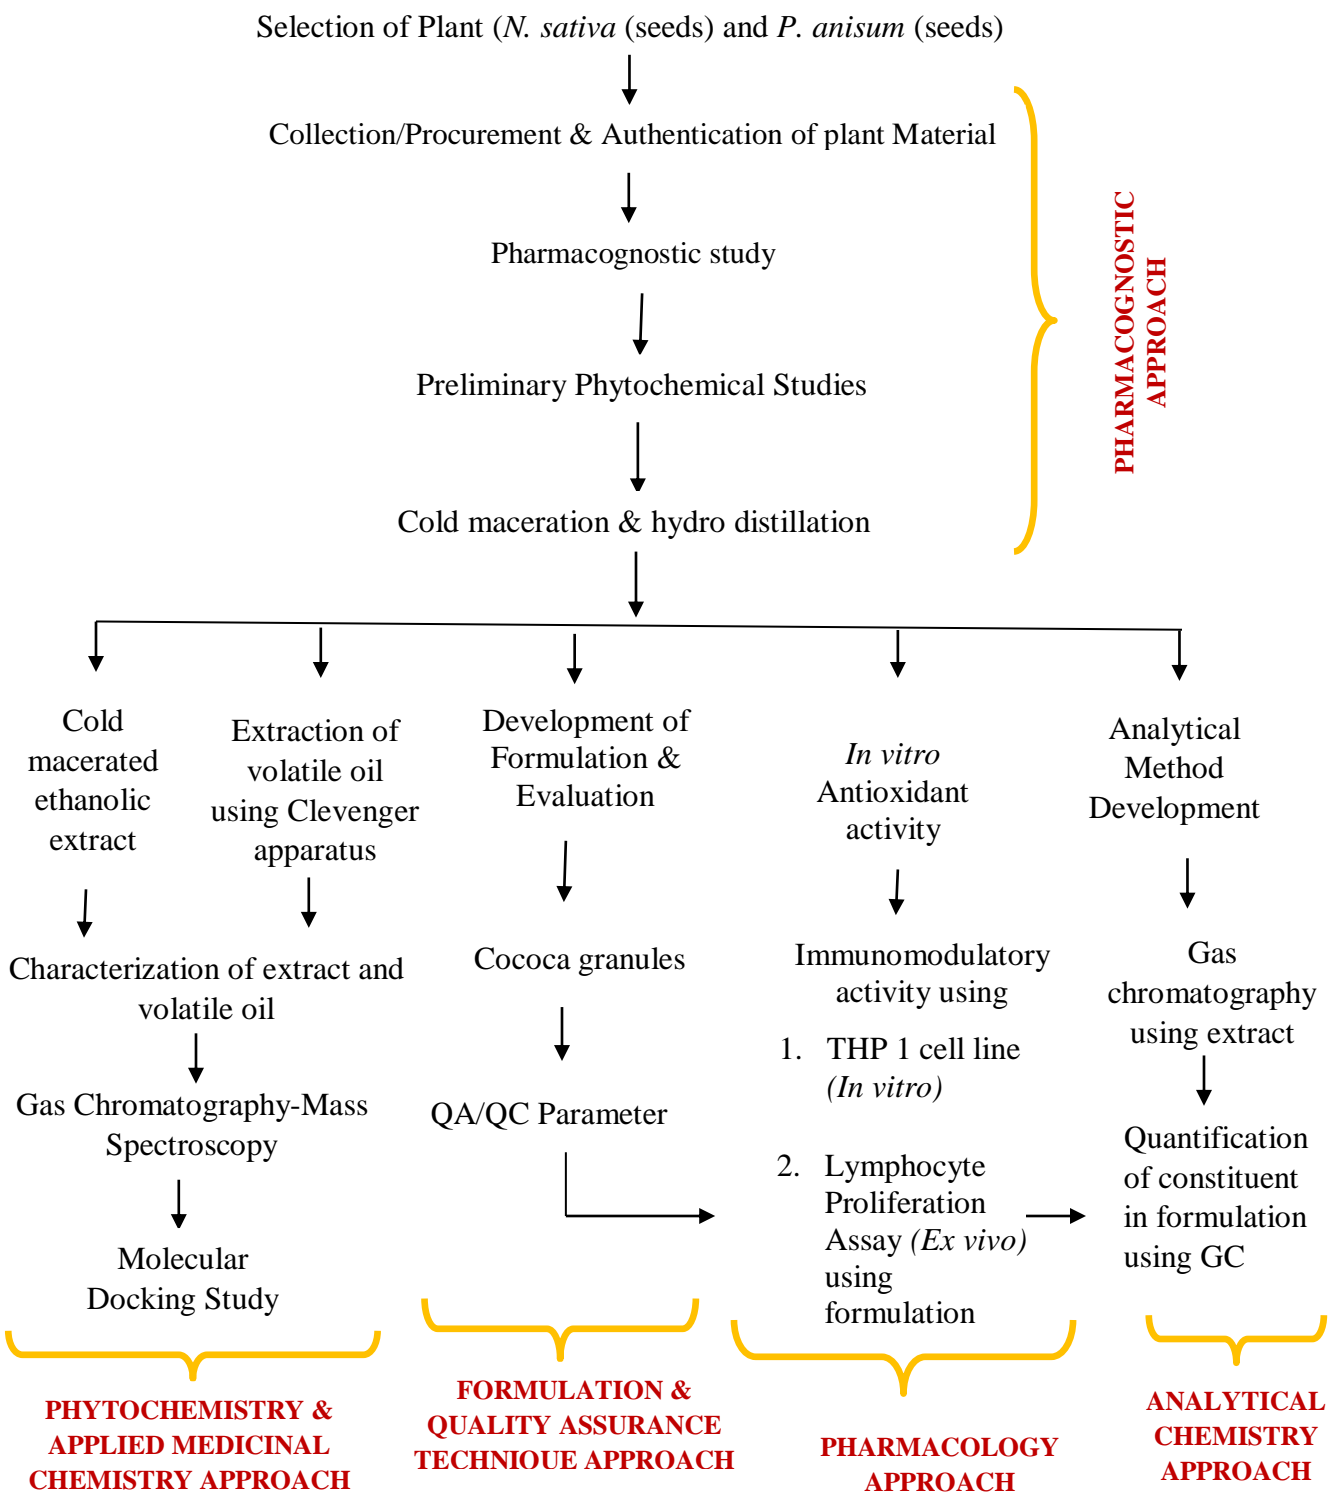 Selection of Plant (N. sativa (seeds) and P. anisum (seeds)
Collection/Procurement & Authentication of plant Material
Pharmacognostic study
Preliminary Phytochemical Studies
Cold maceration & hydro distillation
PHARMACOGNOSTIC
APPROACH
Cold
macerated
ethanolic
extract
Extraction of
volatile oil
using Clevenger
apparatus
Characterization of extract and
volatile oil
Gas Chromatography-Mass
Spectroscopy
Molecular
Docking Study
PHYTOCHEMISTRY &
APPLIED MEDICINAL
CHEMISTRY APPROACH
Development of
Formulation &
Evaluation
Cococa granules
QA/QC Parameter
FORMULATION &
QUALITY ASSURANCE
TECHNIOUE APPROACH
In vitro
Antioxidant
activity
Immunomodulatory
activity using
1. THP 1 cell line
(In vitro)
2. Lymphocyte
Proliferation
Assay (Ex vivo)
using
formulation
PHARMACOLOGY
APPROACH
Analytical
Method
Development
Gas
chromatography
using extract
Quantification
of constituent
in formulation
using GC
ANALYTICAL
CHEMISTRY
APPROACH